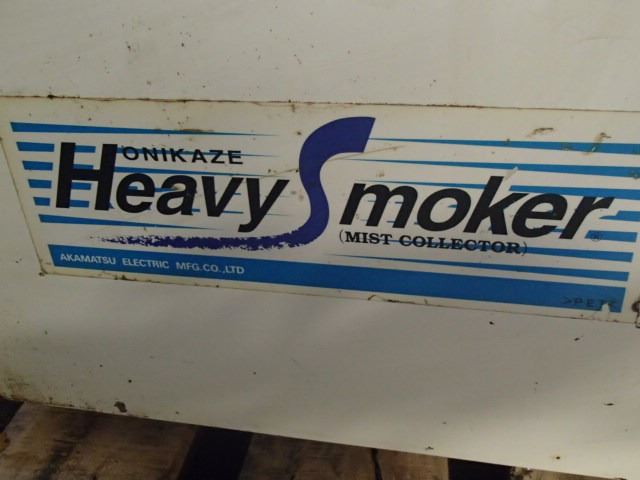 ONIKAZE
Heavy Smoker®
(MIST COLLECTOR)
AKAMATSU ELECTRIC MFG.CO.,LTD